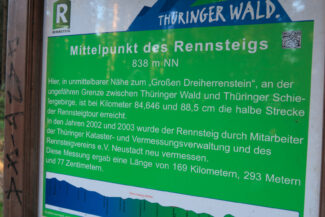 THÜRINGER WALD
R
Mittelpunkt des Rennsteigs
838 m NN
Hier, in unmittelbarer Nähe zum „Großen Dreiherrenstein“, an der
ungefähren Grenze zwischen Thüringer Wald und Thüringer Schie-
fergebirge, ist bei Kilometer 84,646 und 88,5 cm die halbe Strecke
der Rennsteigtour erreicht.
In den Jahren 2002 und 2003 wurde der Rennsteig durch Mitarbeiter
der Thüringer Kataster- und Vermessungsverwaltung und des
Rennsteigvereins e.V. Neustadt neu vermessen.
Diese Messung ergab eine Länge von 169 Kilometern, 293 Metern
und 77 Zentimetern.